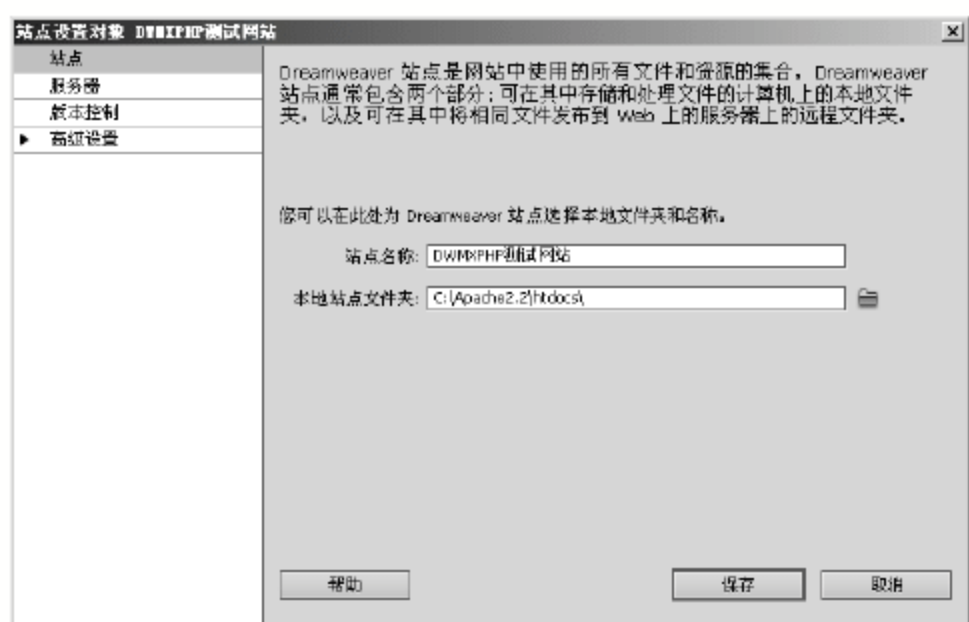 站点设置对象 DWMXPHP测试网站
站点
服务器
版本控制
高级设置
Dreamweaver 站点是网站中使用的所有文件和资源的集合。Dreamweaver
站点通常包含两个部分：可在其中存储和处理文件的计算机上的本地文件
夹，以及可在其中将相同文件发布到 Web 上的服务器上的远程文件夹。
您可以在此处为 Dreamweaver 站点选择本地文件夹和名称。
站点名称: DWMXPHP测试网站
本地站点文件夹: C:\Apache2.2\htdocs\
帮助
保存
取消